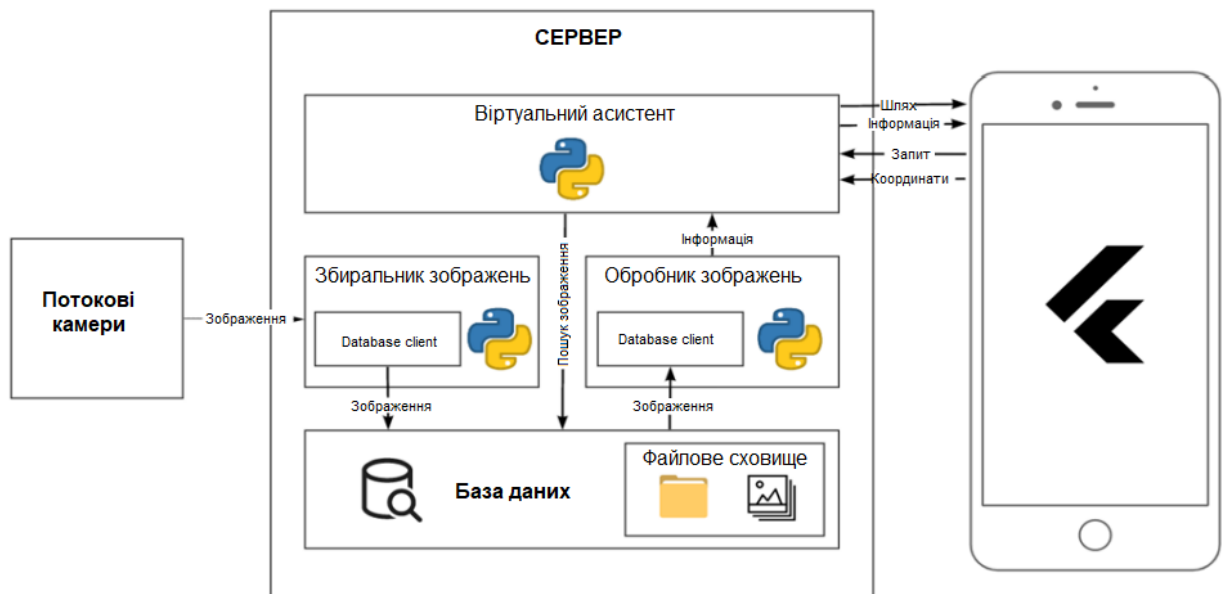 СЕРВЕР
Віртуальний асистент
Шлях
Інформація
Запит
Координати
Потокові
камери
Зображення
Збиральник зображень
Database client
Зображення
Пошук зображення
Інформація
Обробник зображень
Database client
Зображення
База даних
Файлове сховище